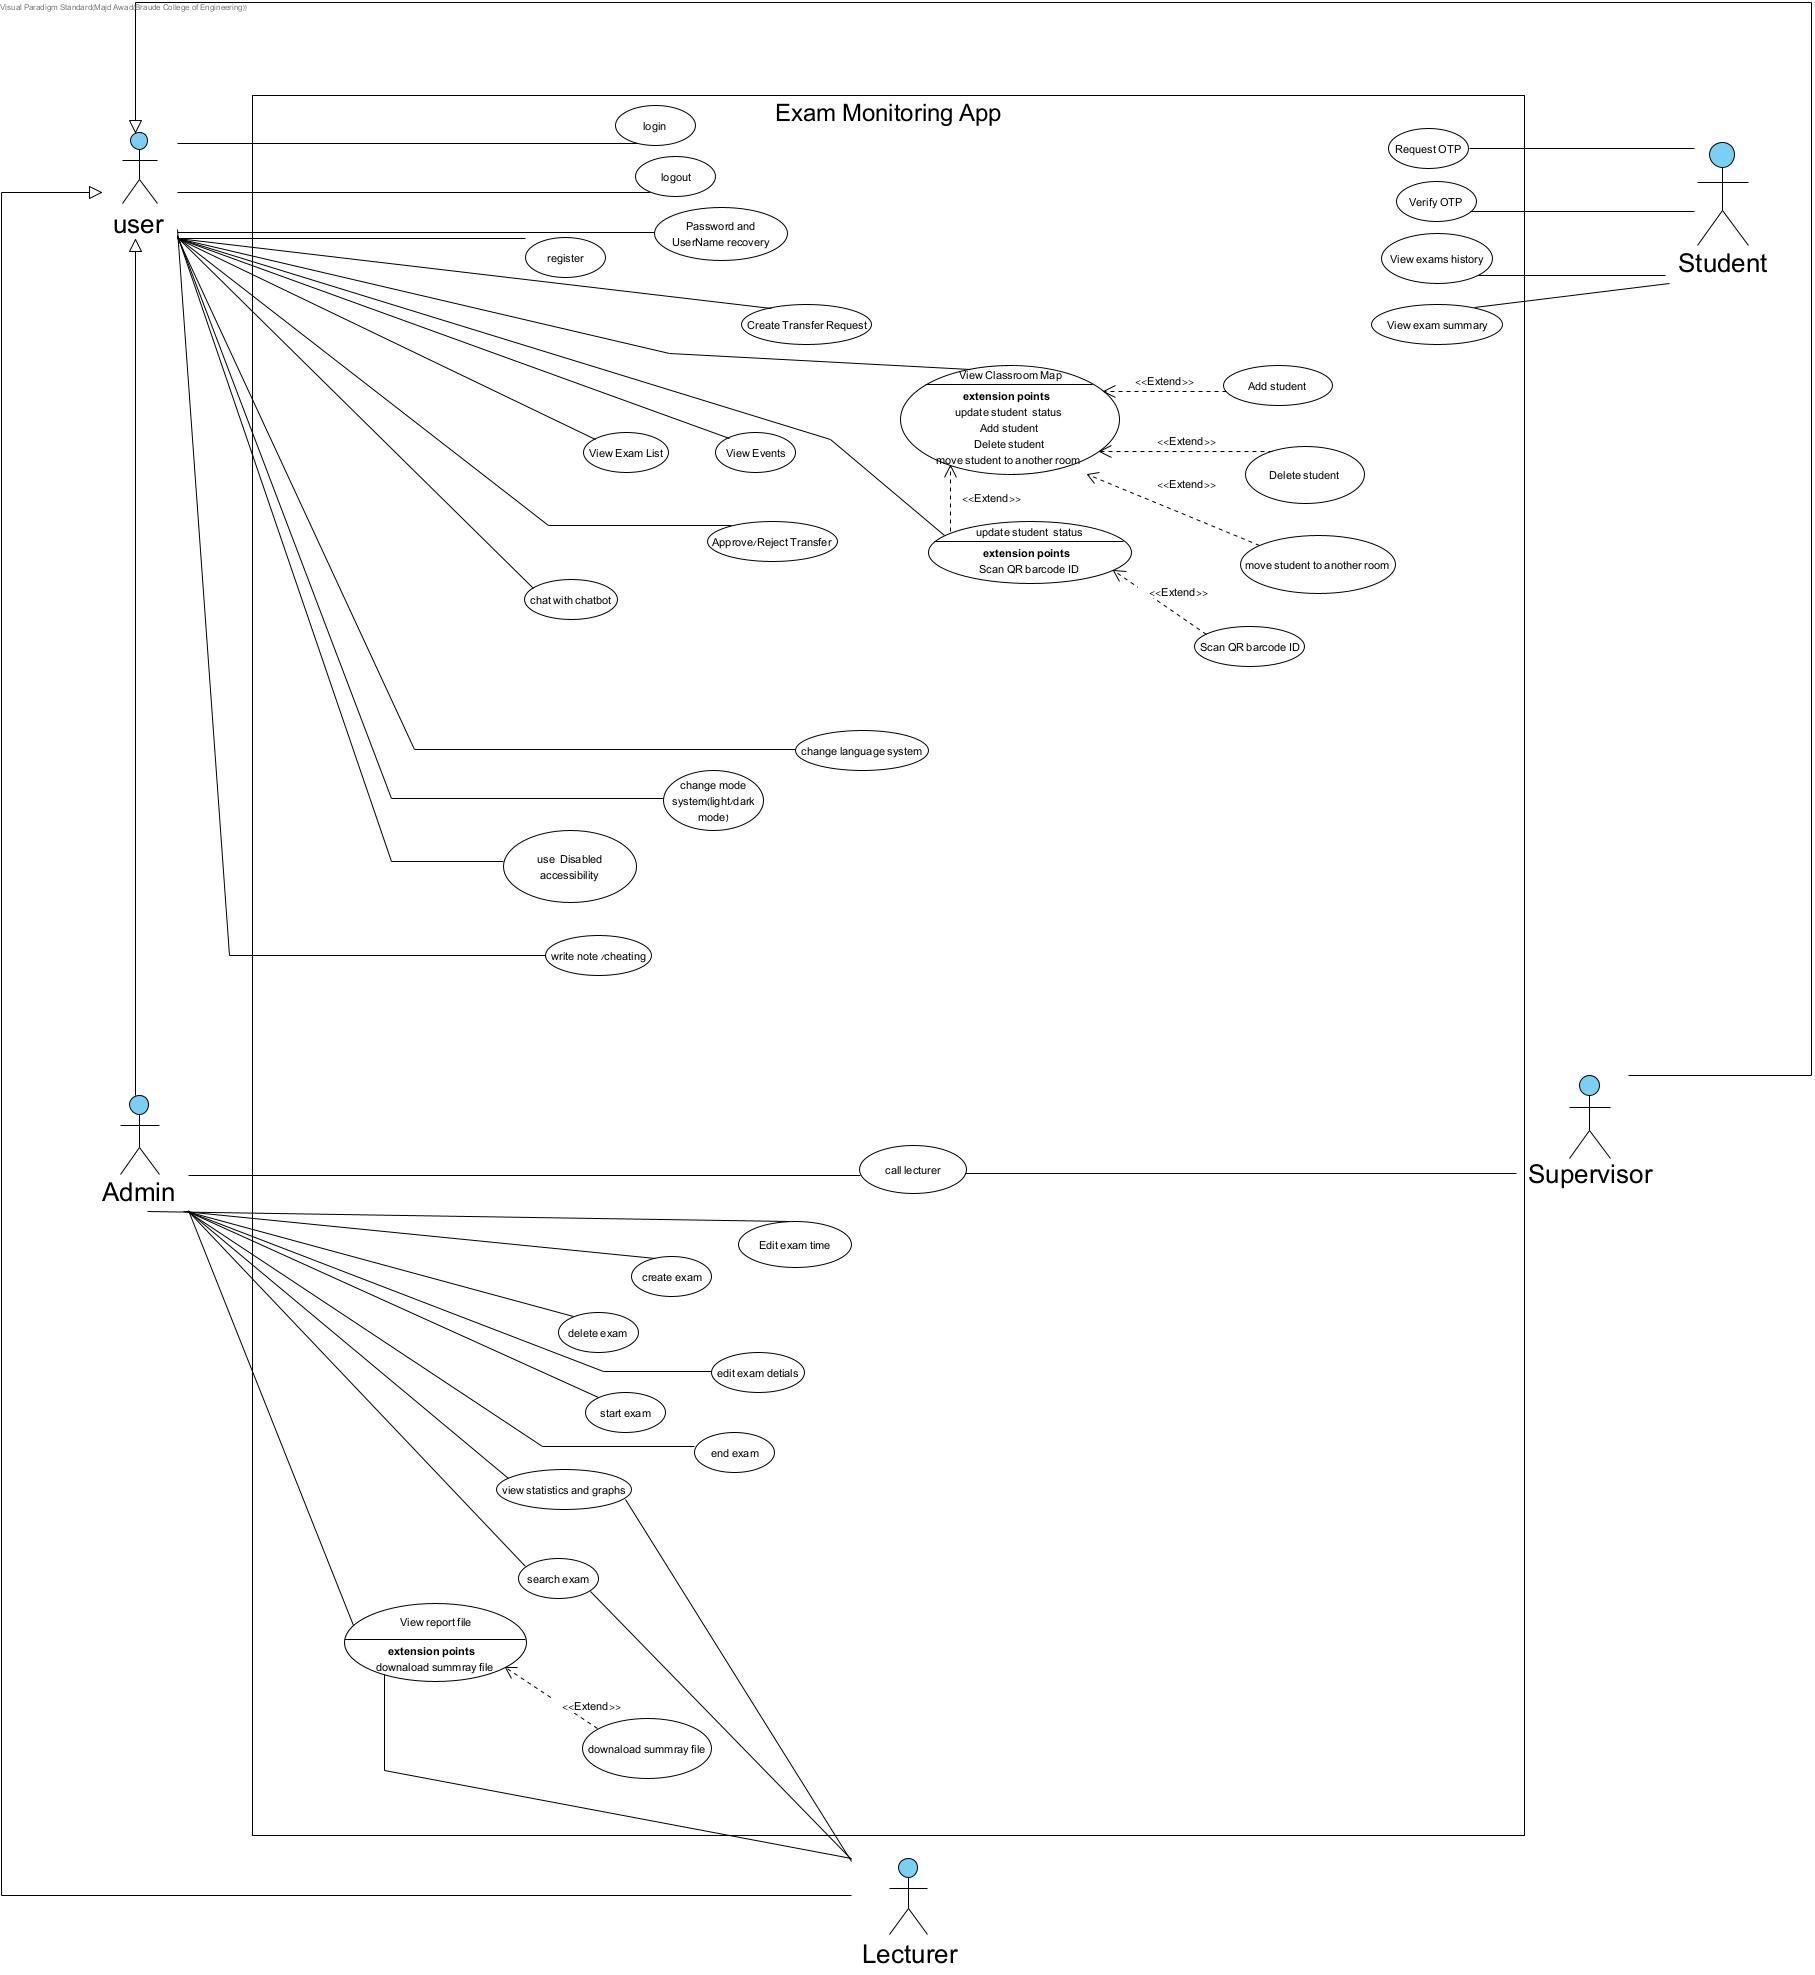 Visual Paradigm Standard(Majd Awad(Braude College of Engineering))
Exam Monitoring App
login
logout
Password and
UserName recovery
register
Create Transfer Request
user
Request OTP
Verify OTP
View exams history
View exam summary
Student
View Classroom Map
extension points
update student status
Add student
Delete student
move student to another room
<<Extend>>
Add student
<<Extend>>
Delete student
<<Extend>>
move student to another room
<<Extend>>
update student status
extension points
Scan QR barcode ID
<<Extend>>
Scan QR barcode ID
View Exam List
View Events
Approve/Reject Transfer
chat with chatbot
change language system
change mode
system(light/dark
mode)
use Disabled
accessibility
write note /cheating
Admin
call lecturer
Supervisor
Edit exam time
create exam
delete exam
edit exam detials
start exam
end exam
view statistics and graphs
search exam
View report file
extension points
downaload summray file
<<Extend>>
downaload summray file
Lecturer